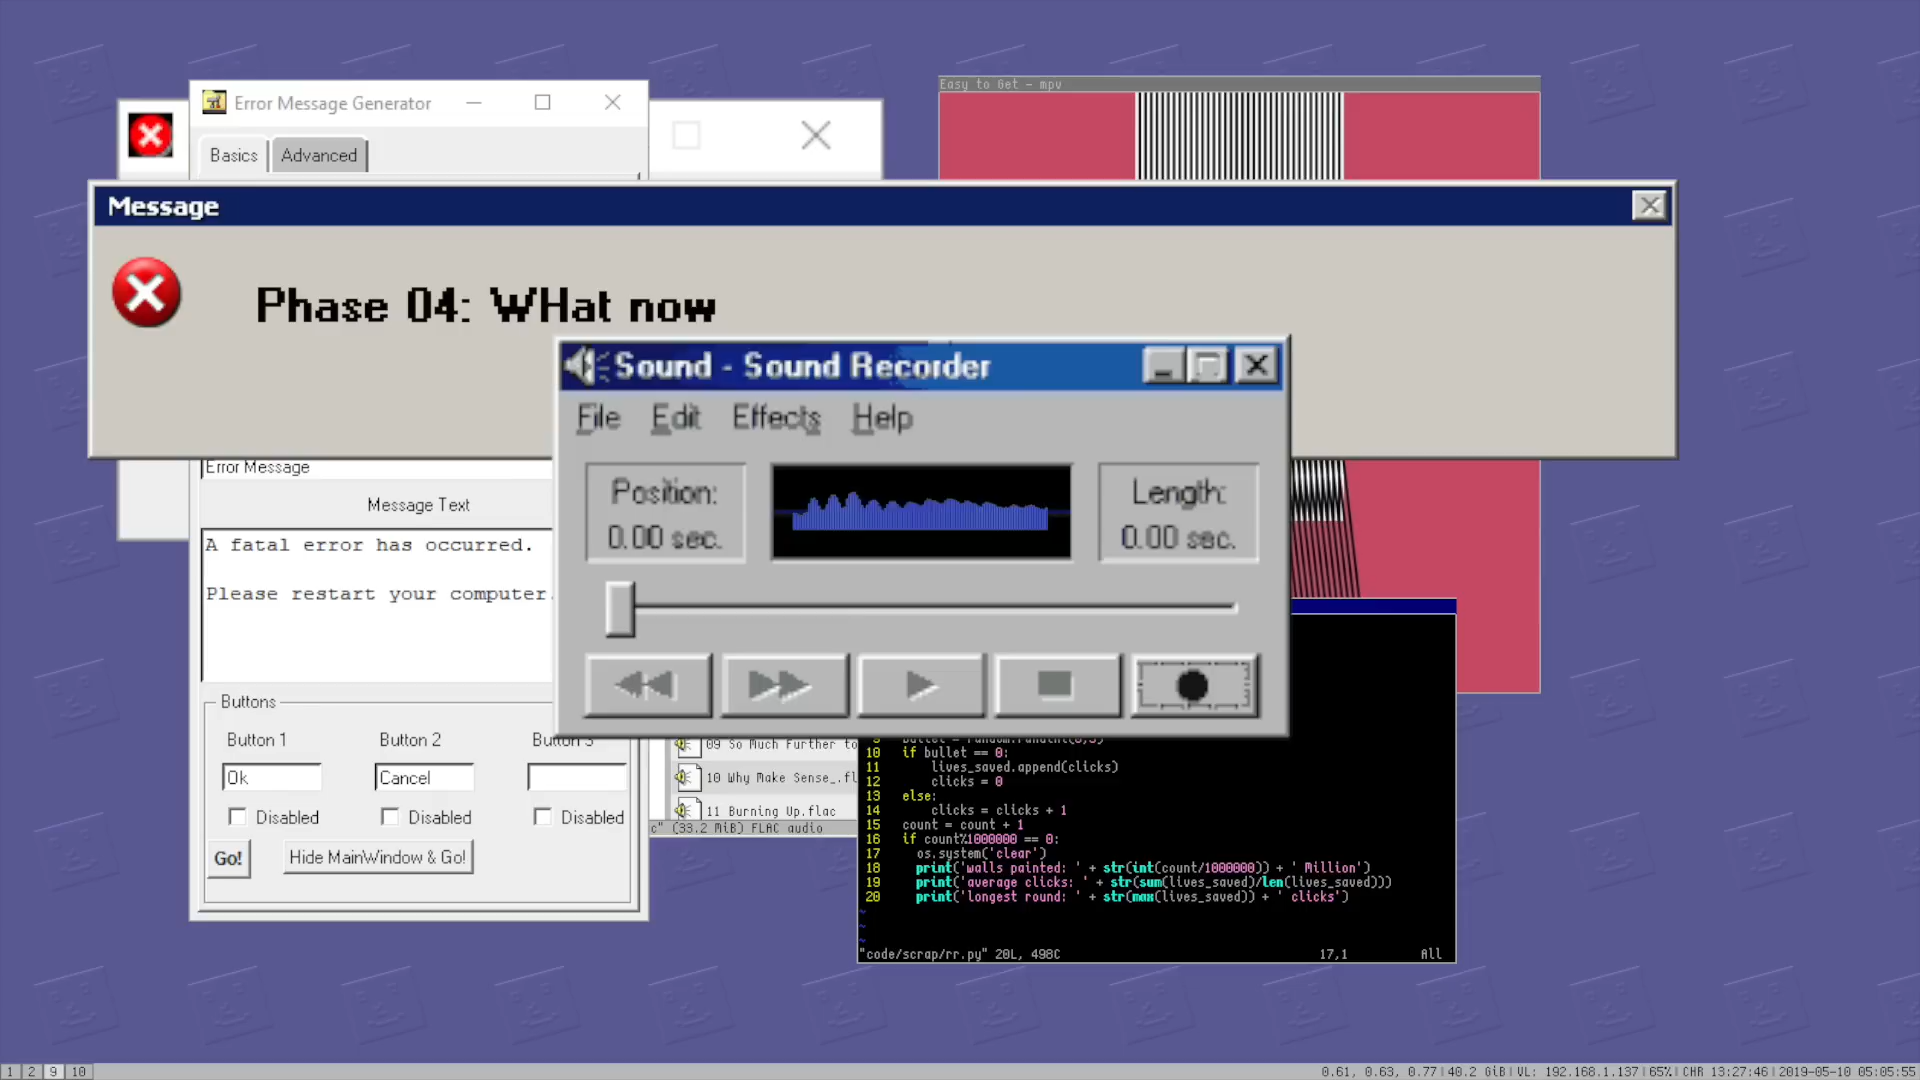 Easy to Get - mpv
Error Message Generator
Basics Advanced
Message
Phase 04: WHat now
Sound - Sound Recorder
File Edit Effects Help
Position:
0.00 sec.
Length:
0.00 sec.
Error Message
Message Text
A fatal error has occurred.
Please restart your computer.
Buttons
Button 1 Button 2 Button 3
Ok Cancel
Disabled Disabled Disabled
Go! Hide MainWindow & Go!
09 So Much Further to
10 Why Make Sense_.fl
11 Burning Up.flac
c" (33.2 MiB) FLAC audio
10 if bullet == 0:
11 lives_saved.append(clicks)
12 clicks = 0
13 else:
14 clicks = clicks + 1
15 count = count + 1
16 if count%1000000 == 0:
17 os.system('clear')
18 print('walls painted: ' + str(int(count/1000000)) + ' Million')
19 print('average clicks: ' + str(sum(lives_saved)/len(lives_saved)))
20 print('longest round: ' + str(max(lives_saved)) + ' clicks')
~
~
~
"code/scrap/rr.py" 20L, 498C 17,1 All
1 2 9 10
0.61, 0.63, 0.77|40.2 GiB|VL: 192.168.1.137|65%|CHR 13:27:46|2019-05-10 05:05:55